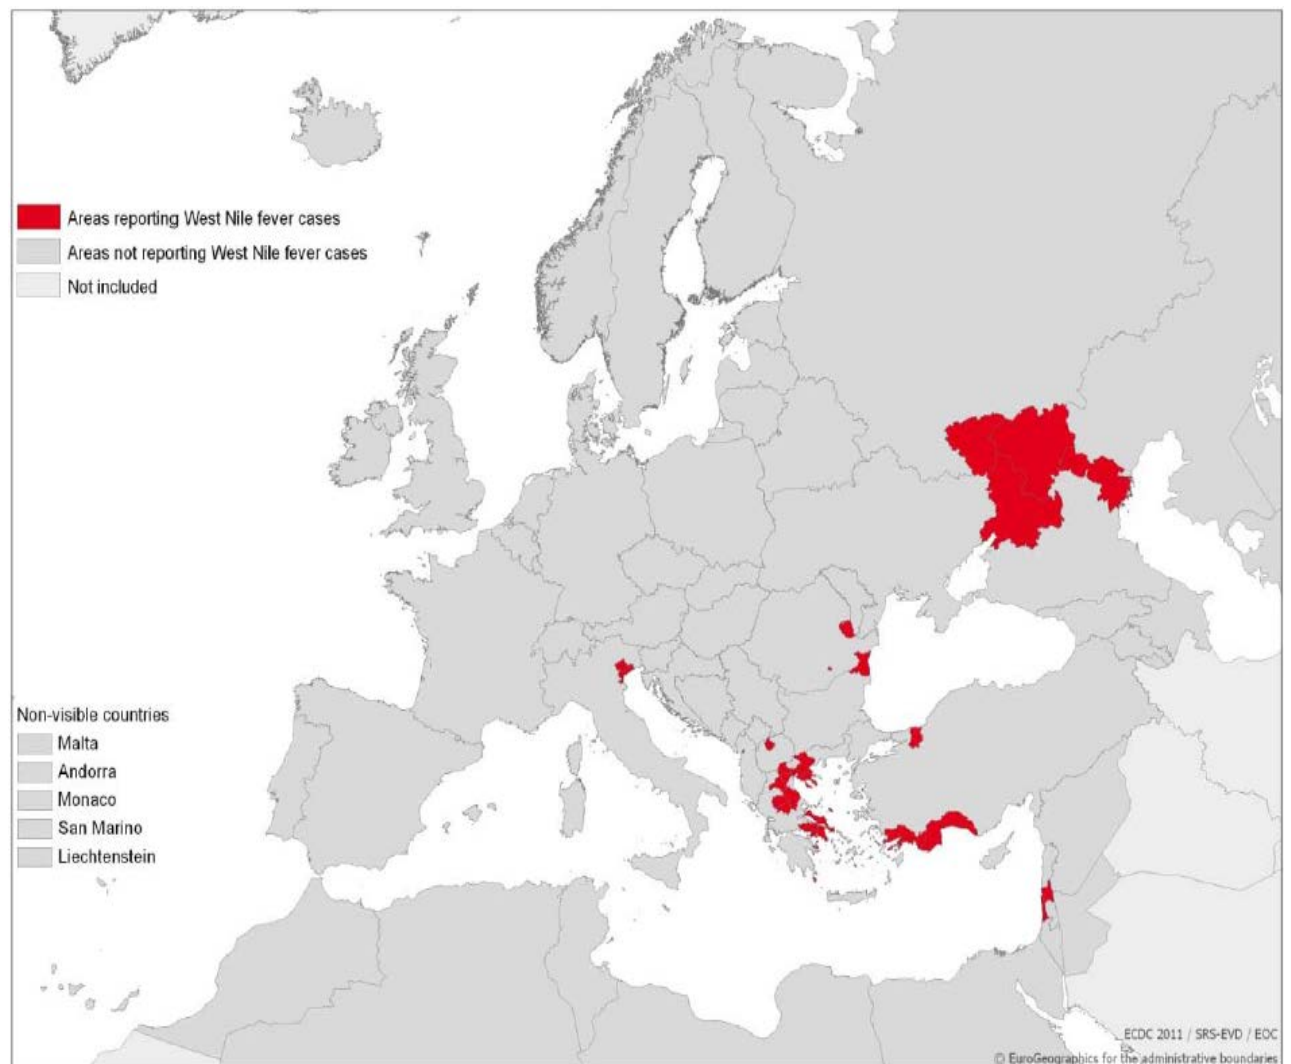 Areas reporting West Nile fever cases
Areas not reporting West Nile fever cases
Not included
Non-visible countries
Malta
Andorra
Monaco
San Marino
Liechtenstein
ECDC 2011 / SRS-EVD / EOC
© EuroGeographics for the administrative boundaries